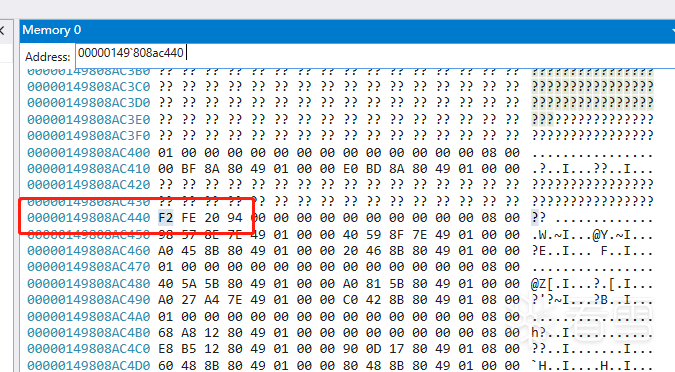 Memory 0
Address: 00000149`808ac440
00000149808AC3B0 ?? ?? ?? ?? ?? ?? ?? ?? ?? ?? ?? ?? ?? ?? ?? ?? ????????????????
00000149808AC3C0 ?? ?? ?? ?? ?? ?? ?? ?? ?? ?? ?? ?? ?? ?? ?? ?? ????????????????
00000149808AC3D0 ?? ?? ?? ?? ?? ?? ?? ?? ?? ?? ?? ?? ?? ?? ?? ?? ????????????????
00000149808AC3E0 ?? ?? ?? ?? ?? ?? ?? ?? ?? ?? ?? ?? ?? ?? ?? ?? ????????????????
00000149808AC3F0 ?? ?? ?? ?? ?? ?? ?? ?? ?? ?? ?? ?? ?? ?? ?? ?? ????????????????
00000149808AC400 01 00 00 00 00 00 00 00 00 00 00 00 00 00 08 00 ................
00000149808AC410 00 BF 8A 80 49 01 00 00 E0 BD 8A 80 49 01 00 00 .?..I...??..I...
00000149808AC420 ?? ?? ?? ?? ?? ?? ?? ?? ?? ?? ?? ?? ?? ?? ?? ?? ????????????????
00000149808AC430 ?? ?? ?? ?? ?? ?? ?? ?? ?? ?? ?? ?? ?? ?? ?? ?? ????????????????
00000149808AC440 F2 FE 20 94 00 00 00 00 00 00 00 00 00 00 08 00 ?? .............
00000149808AC450 98 57 8E 7E 49 01 00 00 40 59 8F 7E 49 01 00 00 .W.~I...@Y.~I...
00000149808AC460 A0 45 8B 80 49 01 00 00 20 46 8B 80 49 01 00 00 ?E..I... F..I...
00000149808AC470 01 00 00 00 00 00 00 00 00 00 00 00 00 00 08 00 ................
00000149808AC480 40 5A 5B 80 49 01 00 00 A0 81 5B 80 49 01 00 00 @Z[.I...?.[.I...
00000149808AC490 A0 27 A4 7E 49 01 00 00 C0 42 8B 80 49 01 00 00 ?'?~I...?B..I...
00000149808AC4A0 01 00 00 00 00 00 00 00 00 00 00 00 00 00 08 00 ................
00000149808AC4B0 68 A8 12 80 49 01 00 00 00 00 00 00 00 00 08 00 h?..I...........
00000149808AC4C0 E8 B5 12 80 49 01 00 00 90 0D 17 80 49 01 08 00 ??..I.......I...
00000149808AC4D0 60 48 8B 80 49 01 00 00 80 48 8B 80 49 01 00 00 `H..I....H..I...
看雪